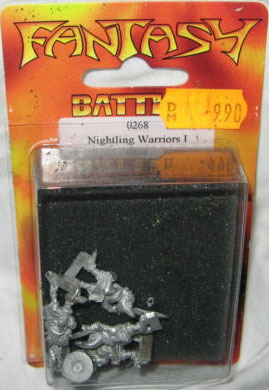 FANTASY
BATT
DM 9.90
0268
Nightling Warriors I